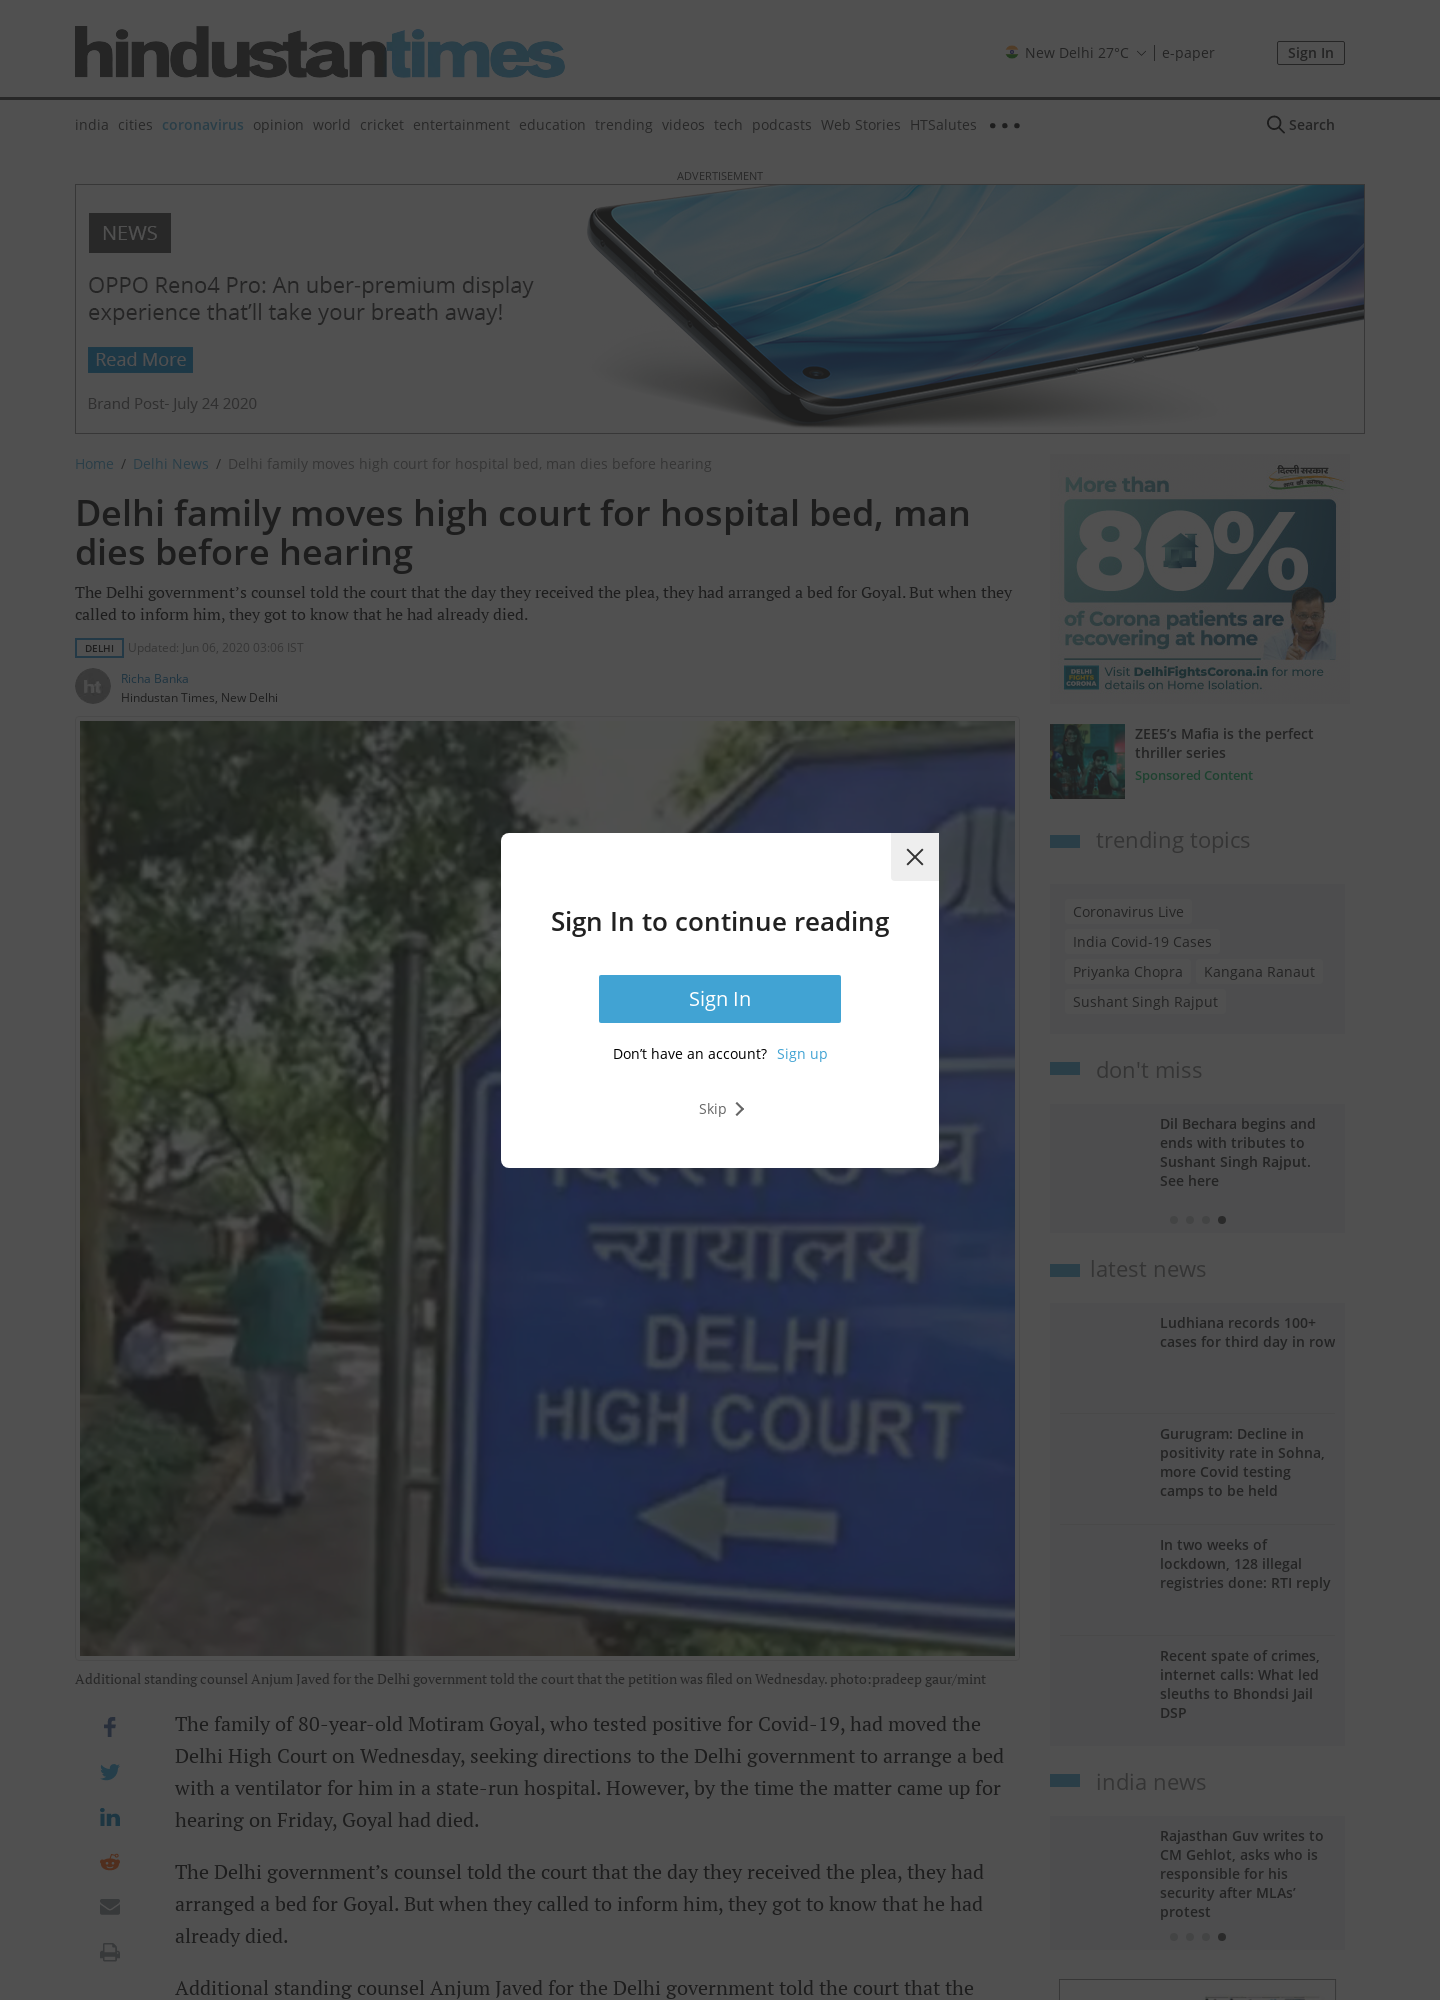 hindustantimes
New Delhi 27°C
e-paper
Sign In
india cities coronavirus opinion world cricket entertainment education trending videos tech podcasts Web Stories HTSalutes
Search
ADVERTISEMENT
NEWS
OPPO Reno4 Pro: An uber-premium display
experience that'll take your breath away!
Read More
Brand Post- July 24 2020
Home / Delhi News / Delhi family moves high court for hospital bed, man dies before hearing
Delhi family moves high court for hospital bed, man
dies before hearing
The Delhi government’s counsel told the court that the day they received the plea, they had arranged a bed for Goyal. But when they
called to inform him, they got to know that he had already died.
DELHI Updated: Jun 06, 2020 03:06 IST
ht
Richa Banka
Hindustan Times, New Delhi
Sign In to continue reading
Sign In
Don’t have an account? Sign up
Skip
न्यायालय
DELHI
HIGH COURT
Additional standing counsel Anjum Javed for the Delhi government told the court that the petition was filed on Wednesday. photo:pradeep gaur/mint
The family of 80-year-old Motiram Goyal, who tested positive for Covid-19, had moved the
Delhi High Court on Wednesday, seeking directions to the Delhi government to arrange a bed
with a ventilator for him in a state-run hospital. However, by the time the matter came up for
hearing on Friday, Goyal had died.
The Delhi government’s counsel told the court that the day they received the plea, they had
arranged a bed for Goyal. But when they called to inform him, they got to know that he had
already died.
Additional standing counsel Anjum Javed for the Delhi government told the court that the
दिल्ली सरकार
More than
80%
of Corona patients are
recovering at home
DELHI
FIGHTS
CORONA
Visit DelhiFightsCorona.in for more
details on Home Isolation.
ZEE5’s Mafia is the perfect
thriller series
Sponsored Content
trending topics
Coronavirus Live
India Covid-19 Cases
Priyanka Chopra Kangana Ranaut
Sushant Singh Rajput
don't miss
Dil Bechara begins and
ends with tributes to
Sushant Singh Rajput.
See here
latest news
Ludhiana records 100+
cases for third day in row
Gurugram: Decline in
positivity rate in Sohna,
more Covid testing
camps to be held
In two weeks of
lockdown, 128 illegal
registries done: RTI reply
Recent spate of crimes,
internet calls: What led
sleuths to Bhondsi Jail
DSP
india news
Rajasthan Guv writes to
CM Gehlot, asks who is
responsible for his
security after MLAs’
protest